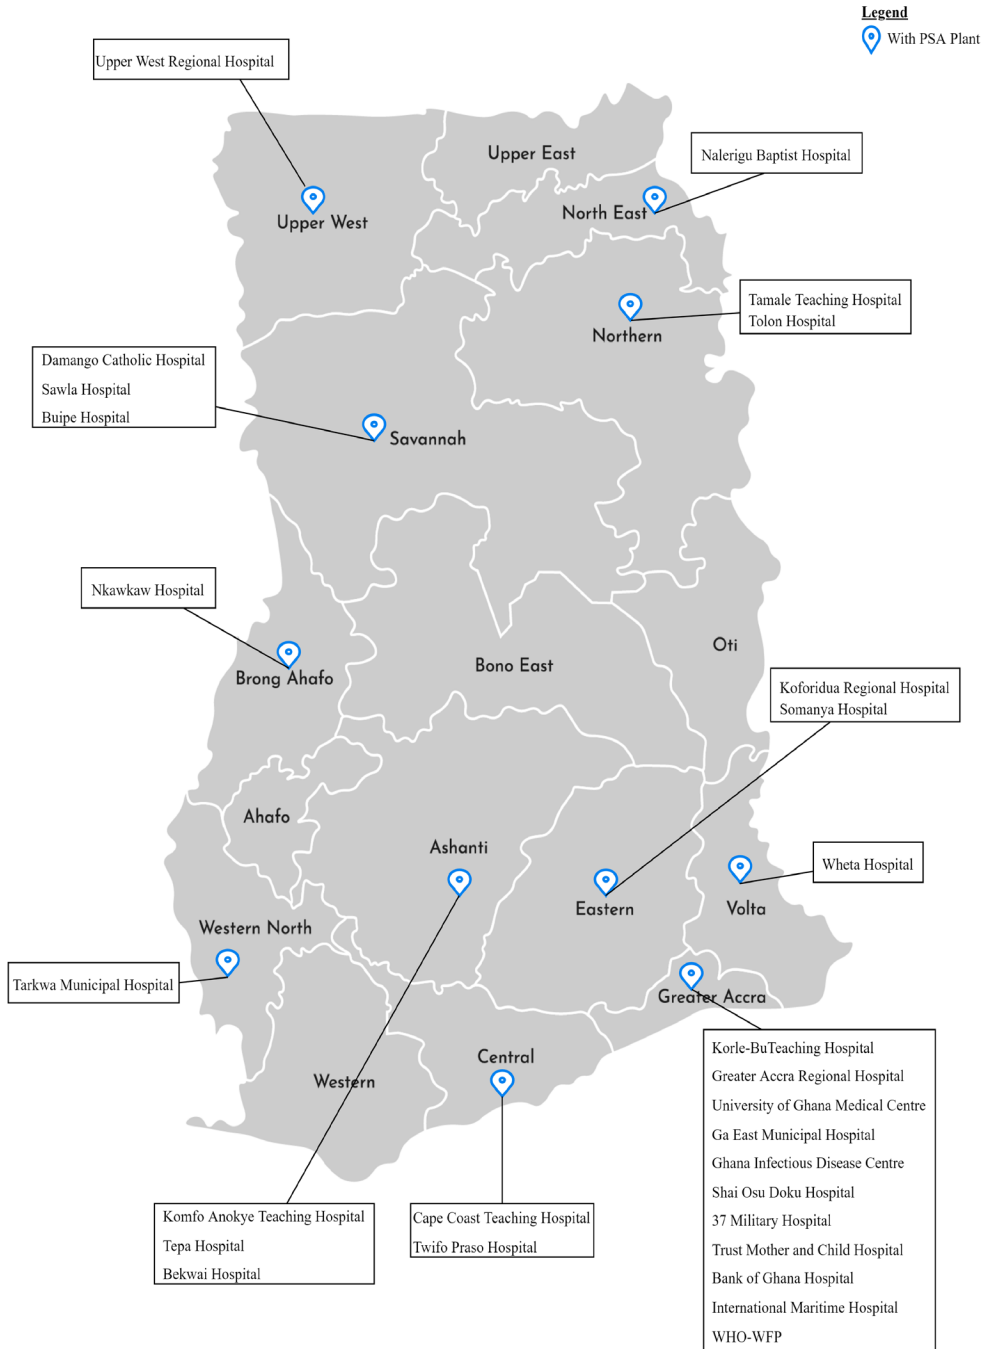 Legend
With PSA Plant
Upper West Regional Hospital
Upper East
Nalerigu Baptist Hospital
North East
Upper West
Tamale Teaching Hospital
Tolon Hospital
Northern
Damango Catholic Hospital
Sawla Hospital
Buipe Hospital
Savannah
Nkawkaw Hospital
Oti
Bono East
Brong Ahafo
Koforidua Regional Hospital
Somanya Hospital
Ahafo
Ashanti
Wheta Hospital
Eastern
Volta
Western North
Tarkwa Municipal Hospital
Greater Accra
Korle-BuTeaching Hospital
Greater Accra Regional Hospital
University of Ghana Medical Centre
Ga East Municipal Hospital
Ghana Infectious Disease Centre
Shai Osu Doku Hospital
37 Military Hospital
Trust Mother and Child Hospital
Bank of Ghana Hospital
International Maritime Hospital
WHO-WFP
Central
Western
Komfo Anokye Teaching Hospital
Tepa Hospital
Bekwai Hospital
Cape Coast Teaching Hospital
Twifo Praso Hospital